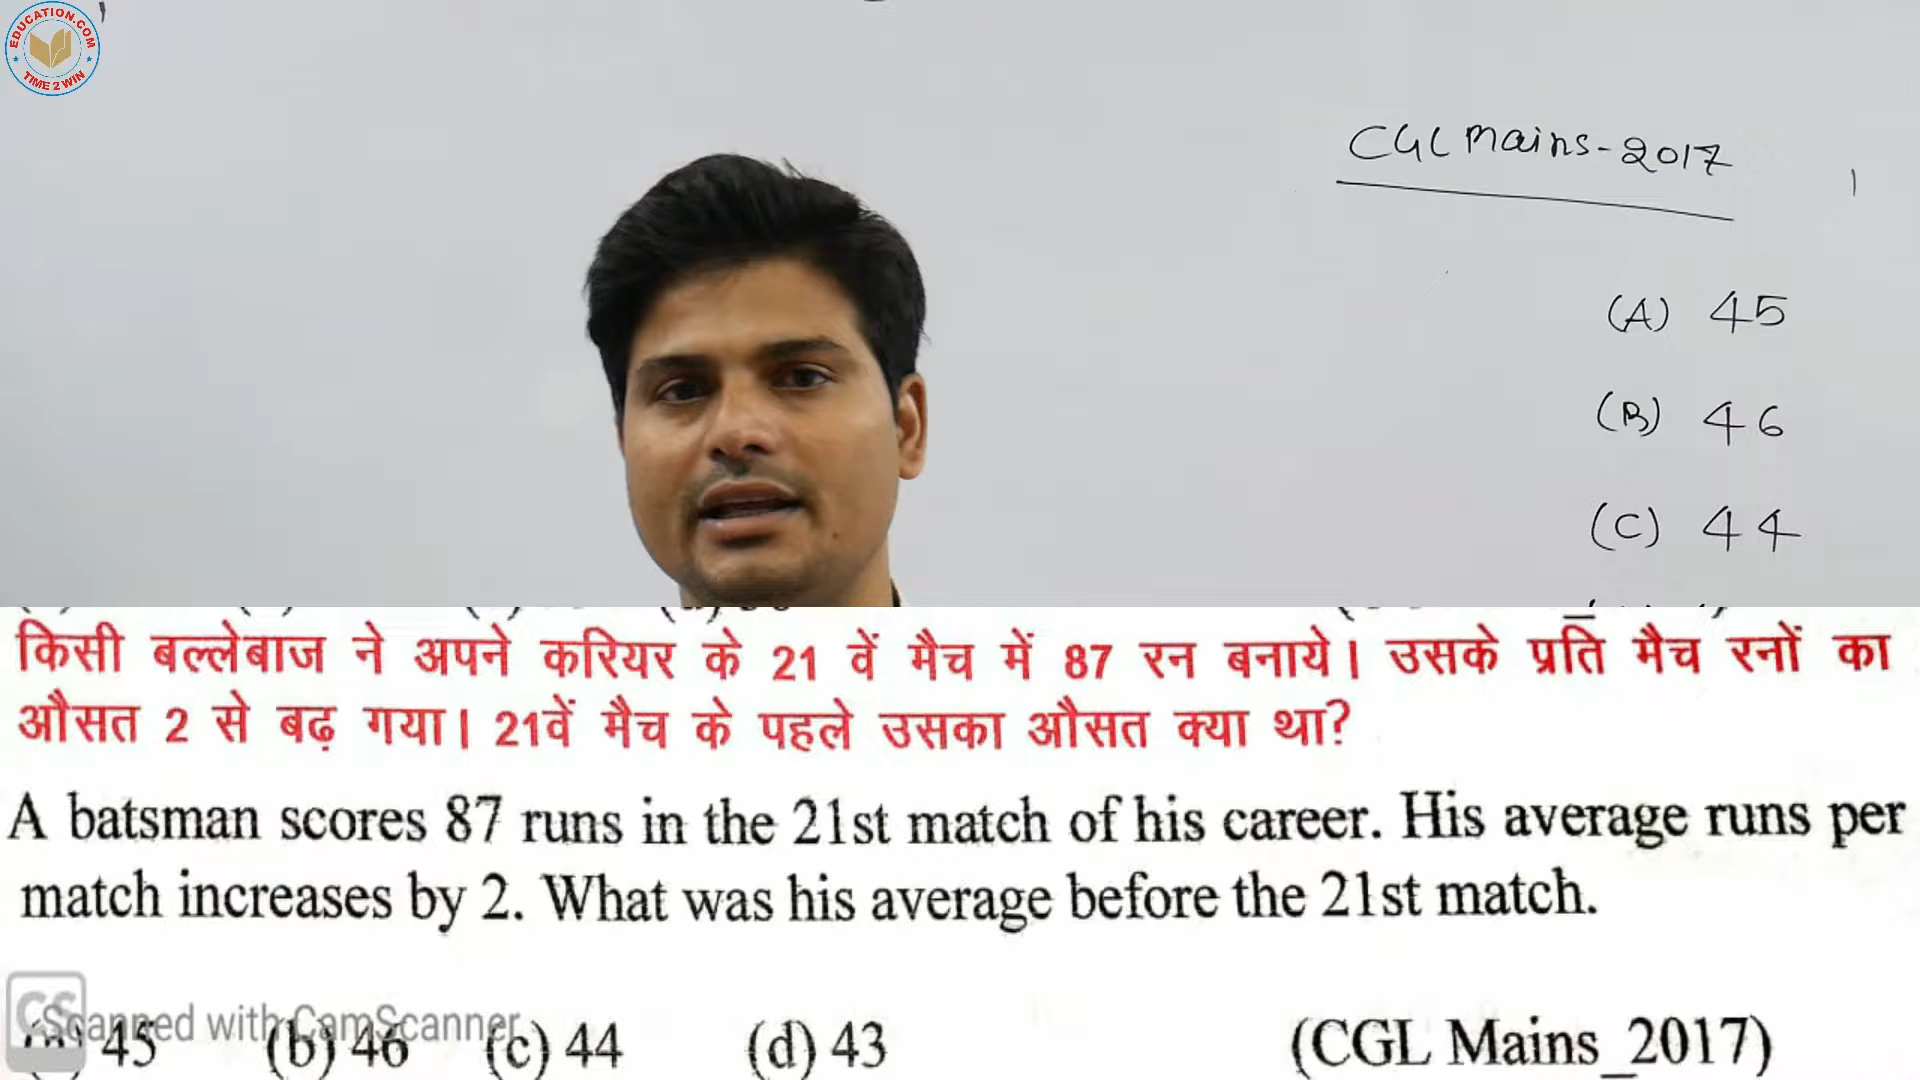 EDUCATION.COM
TIME 2 WIN
CGL Mains-2017
(A) 45
(B) 46
(C) 44
किसी बल्लेबाज ने अपने करियर के 21 वें मैच में 87 रन बनाये। उसके प्रति मैच रनों का
औसत 2 से बढ़ गया। 21वें मैच के पहले उसका औसत क्या था?
A batsman scores 87 runs in the 21st match of his career. His average runs per
match increases by 2. What was his average before the 21st match.
CS
Scanned with CamScanner
(a) 45 (b) 46 (c) 44 (d) 43 (CGL Mains_2017)